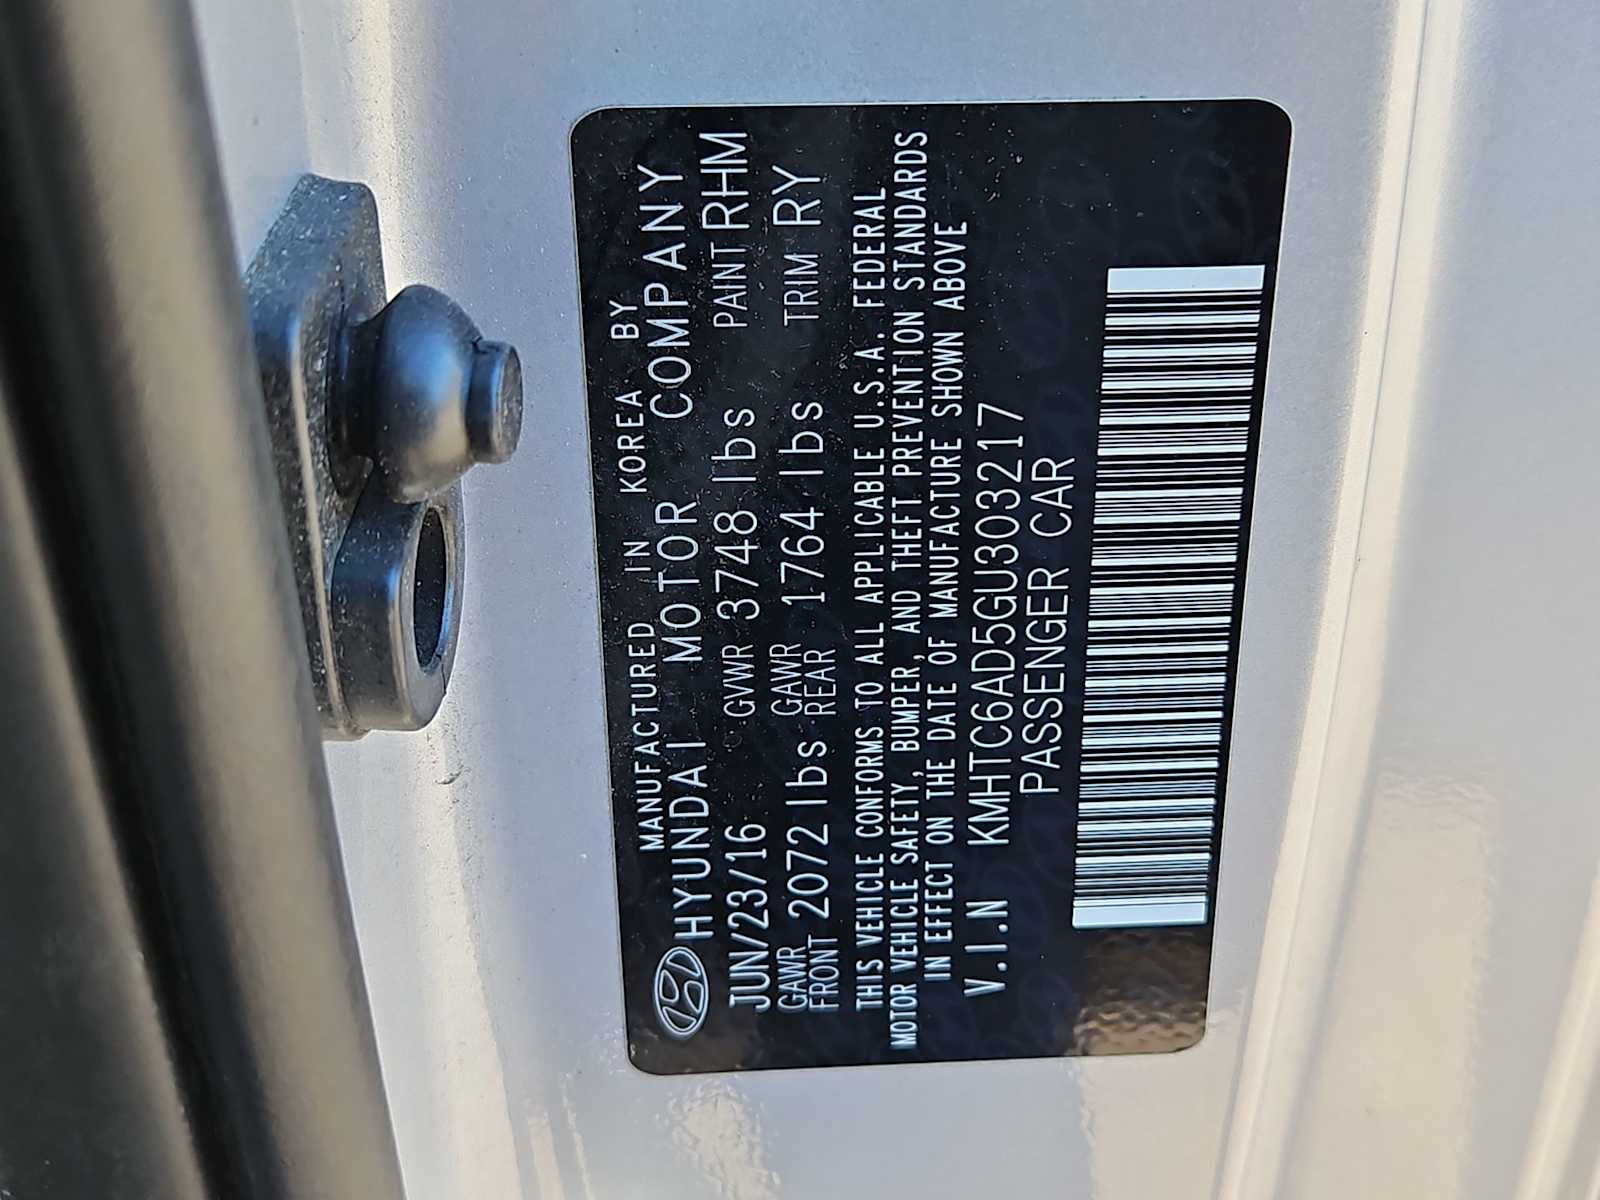 MANUFACTURED IN KOREA BY
HYUNDAI MOTOR COMPANY
JUN/23/16 GVWR 3748 lbs PAINT RHM
GAWR FRONT 2072 lbs GAWR REAR 1764 lbs TRIM RY
THIS VEHICLE CONFORMS TO ALL APPLICABLE U.S.A. FEDERAL
MOTOR VEHICLE SAFETY, BUMPER, AND THEFT PREVENTION STANDARDS
IN EFFECT ON THE DATE OF MANUFACTURE SHOWN ABOVE
V.I.N KMHTC6AD5GU303217
PASSENGER CAR